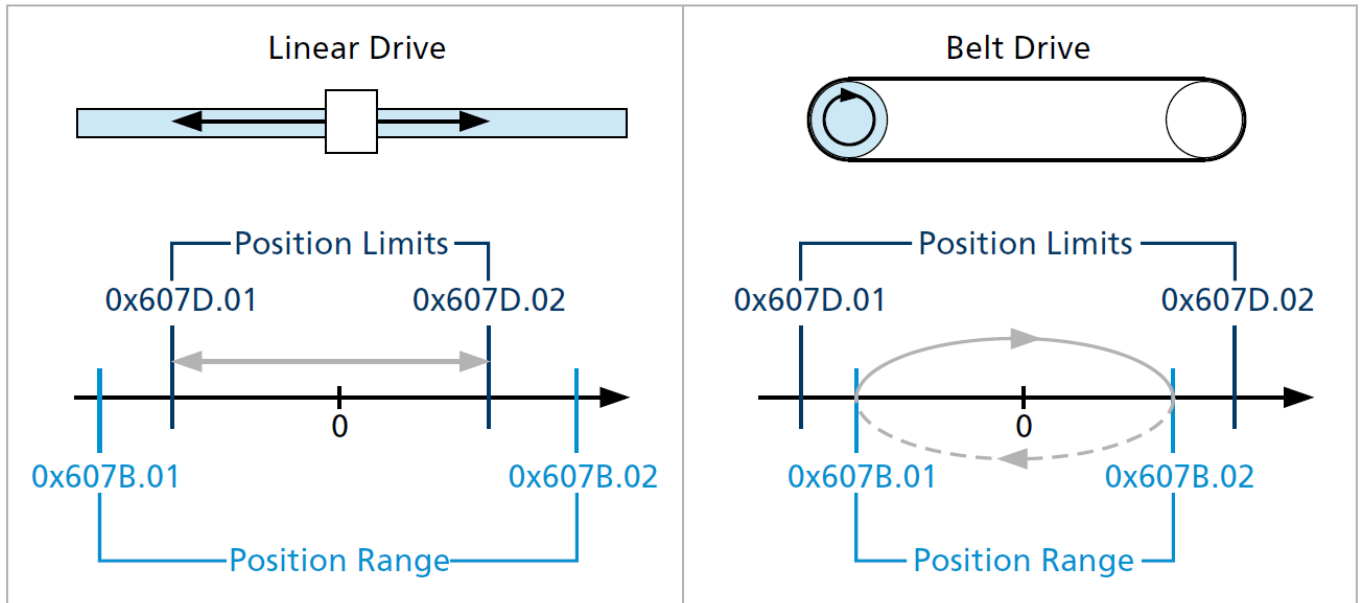 Linear Drive
Position Limits
0x607D.01 0x607D.02
0
0x607B.01 0x607B.02
Position Range
Belt Drive
Position Limits
0x607D.01 0x607D.02
0
0x607B.01 0x607B.02
Position Range